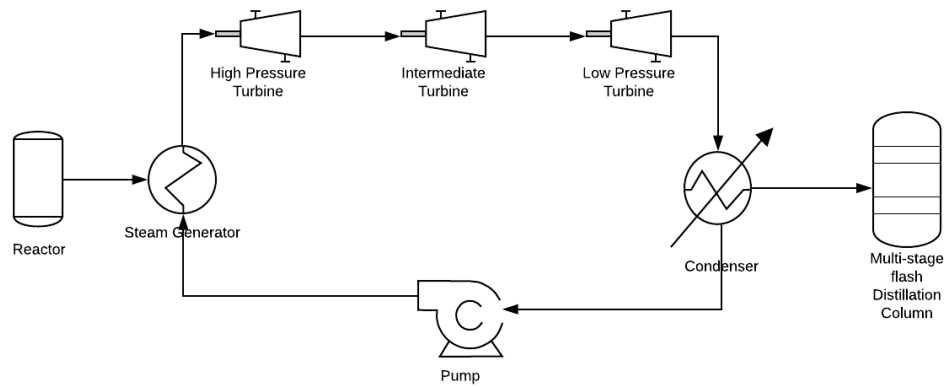 High Pressure
Turbine
Intermediate
Turbine
Low Pressure
Turbine
Reactor
Steam Generator
Condenser
Multi-stage
flash
Distillation
Column
Pump